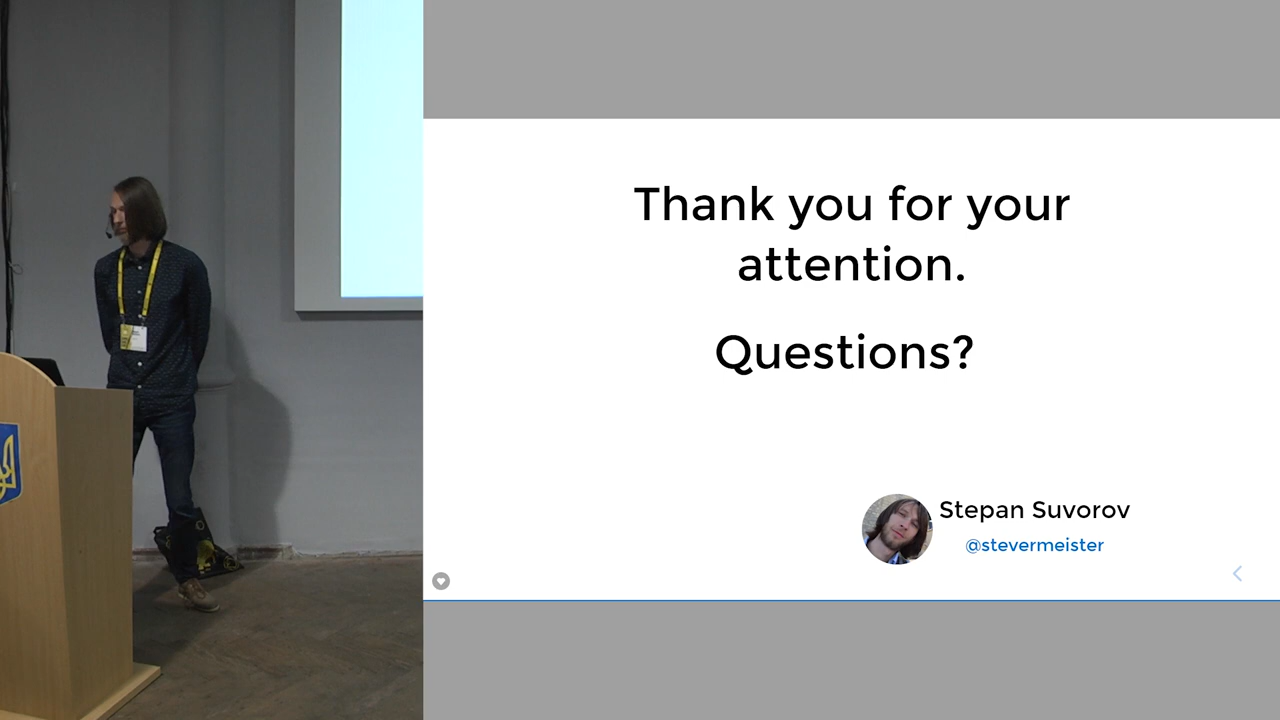 Thank you for your
attention.
Questions?
Stepan Suvorov
@stevermeister